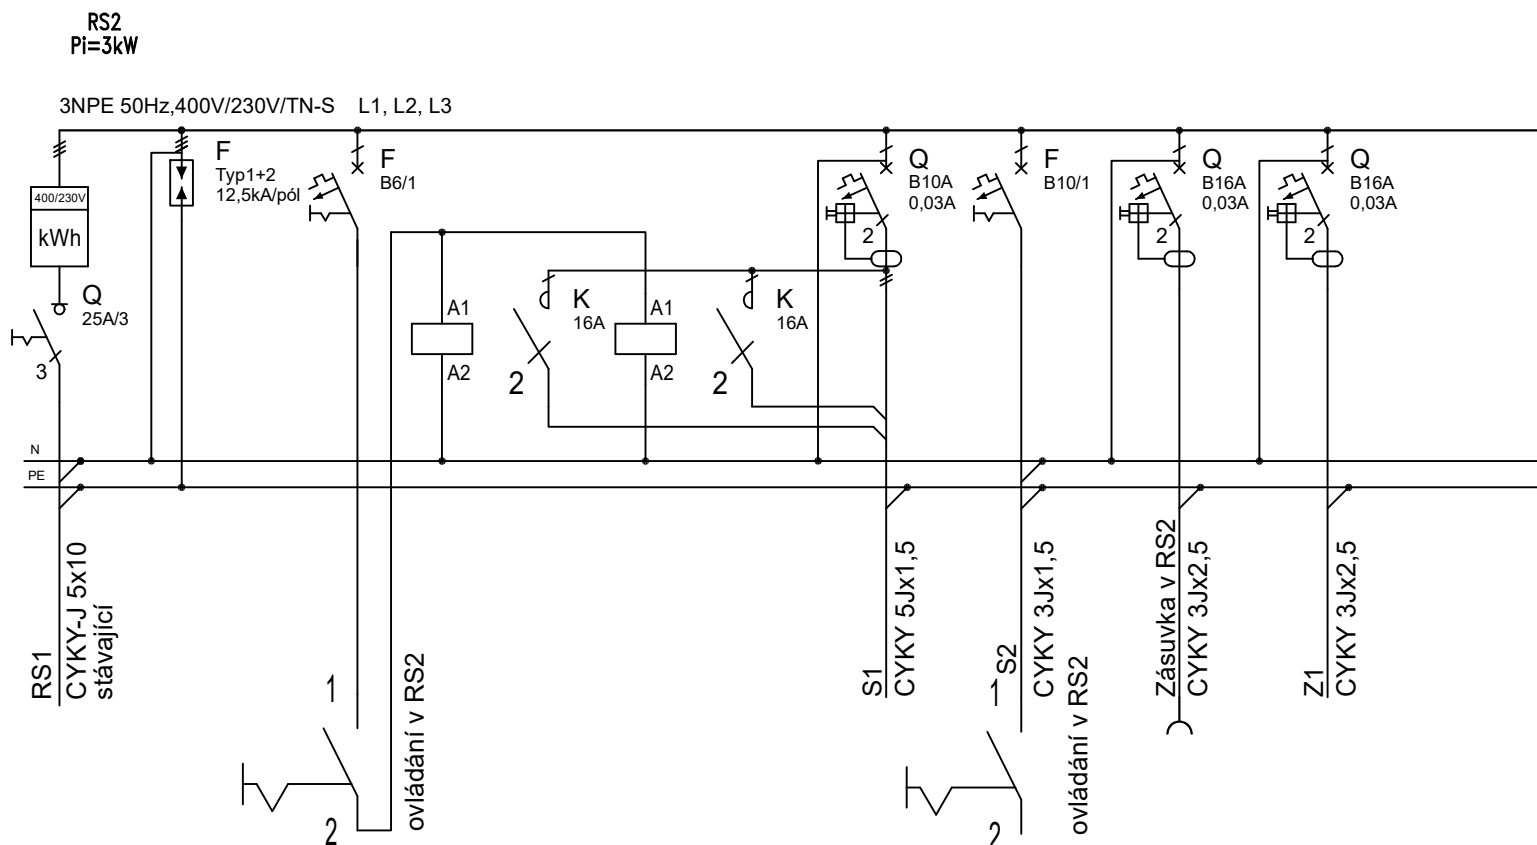 RS2
Pi=3kW
3NPE 50Hz,400V/230V/TN-S L1, L2, L3
F
Typ1+2
12,5kA/pól
F
B6/1
Q
B10A
0,03A
2
F
B10/1
Q
B16A
0,03A
2
Q
B16A
0,03A
2
400/230V
kWh
Q
25A/3
3
A1
A2
K
16A
2
A1
A2
K
16A
2
N
PE
RS1
CYKY-J 5x10
stávající
1
2
ovládání v RS2
S1
CYKY 5Jx1,5
S2
CYKY 3Jx1,5
1
2
ovládání v RS2
Zásuvka v RS2
CYKY 3Jx2,5
Z1
CYKY 3Jx2,5